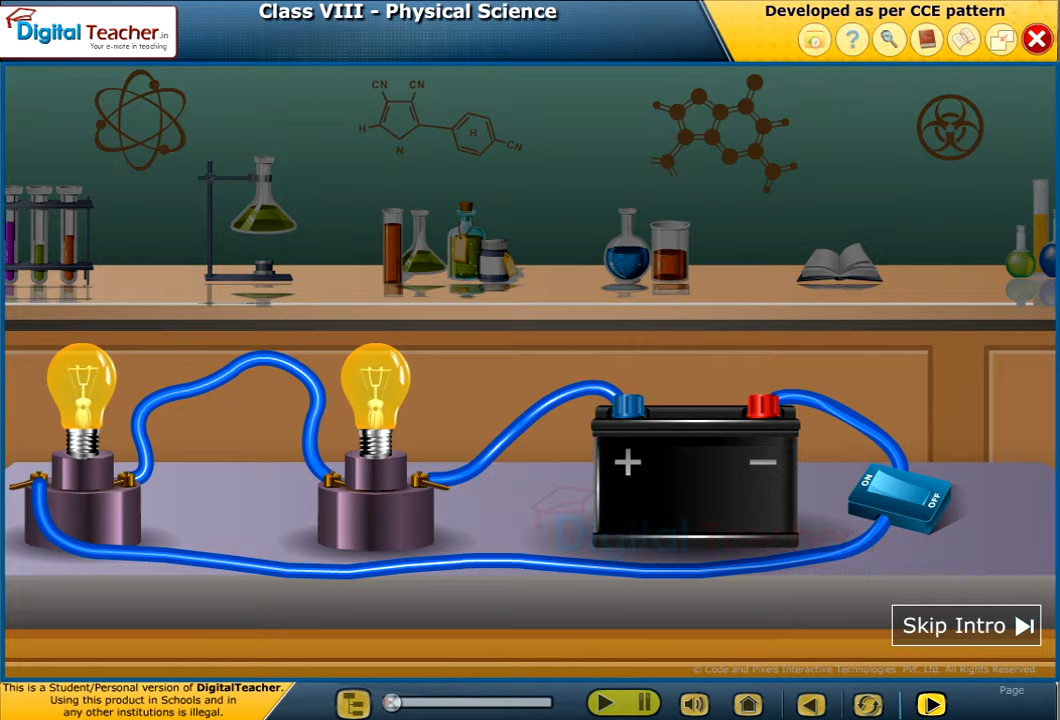 Class VIII - Physical Science
Developed as per CCE pattern
Digital Teacher.in
Your e-mate in teaching
?
CN CN
H
H
N
CN
+
−
ON
OFF
Digital Teacher
Skip Intro
© Code and Pixels Interactive Technologies. Pvt. Ltd. All Rights Reserved.
This is a Student/Personal version of DigitalTeacher.
Using this product in Schools and in
any other institutions is illegal.
Page